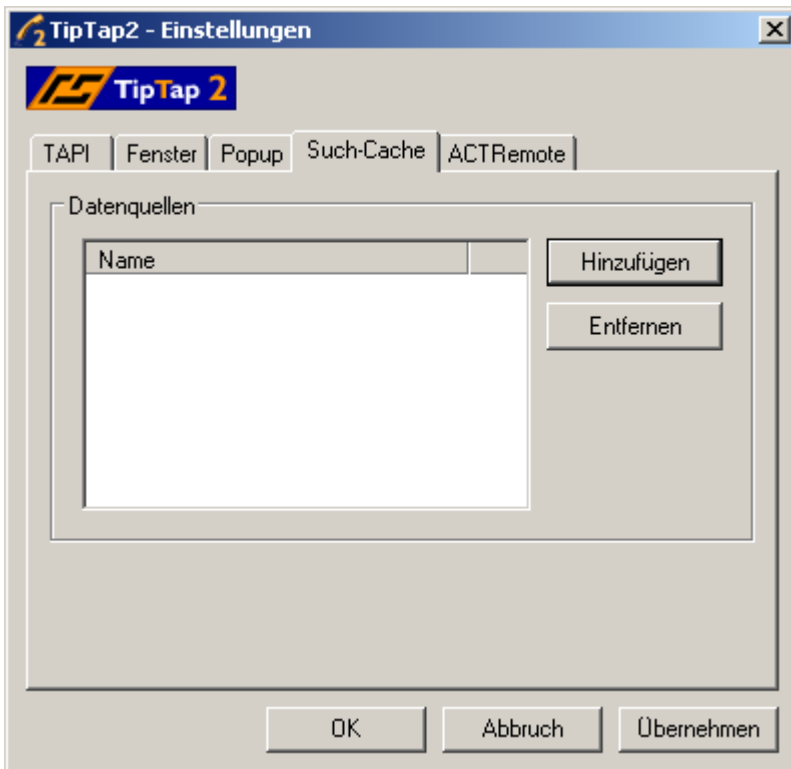 TipTap2 - Einstellungen
TipTap 2
TAPI Fenster Popup Such-Cache ACTRemote
Datenquellen
Name
Hinzufügen
Entfernen
OK Abbruch Übernehmen